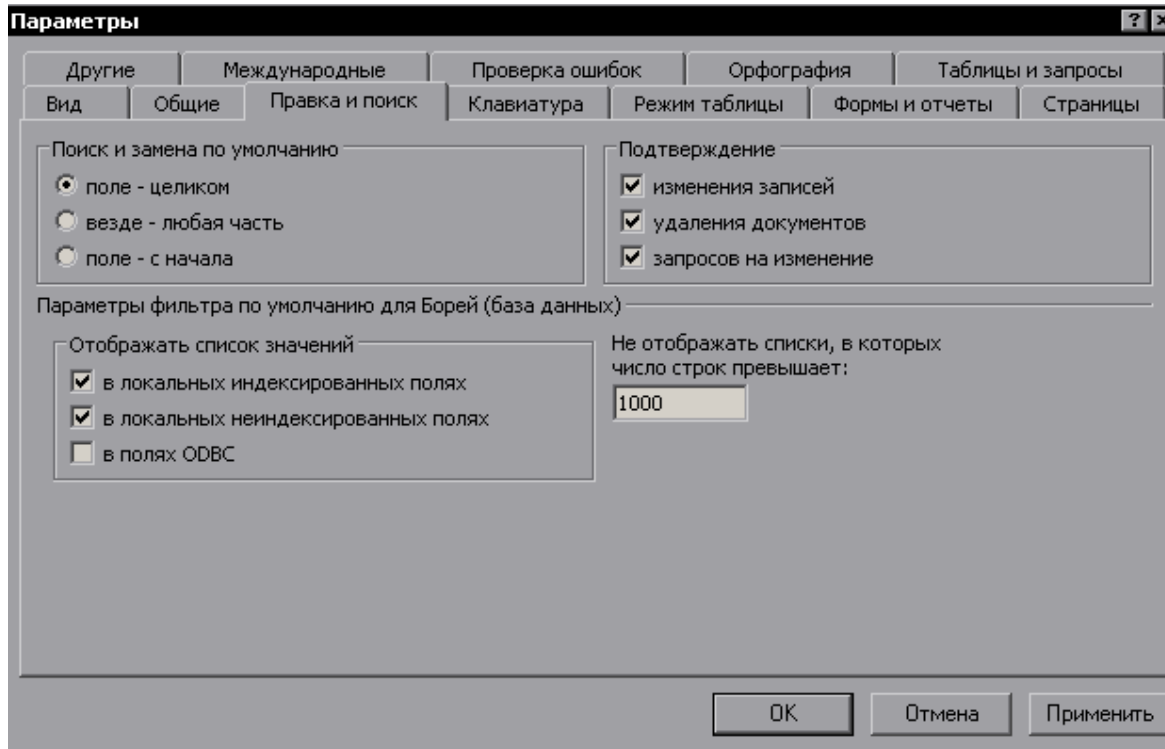 Параметры
Другие
Международные
Проверка ошибок
Орфография
Таблицы и запросы
Вид
Общие
Правка и поиск
Клавиатура
Режим таблицы
Формы и отчеты
Страницы
Поиск и замена по умолчанию
поле - целиком
везде - любая часть
поле - с начала
Подтверждение
изменения записей
удаления документов
запросов на изменение
Параметры фильтра по умолчанию для Борей (база данных)
Отображать список значений
в локальных индексированных полях
в локальных неиндексированных полях
в полях ODBC
Не отображать списки, в которых
число строк превышает:
1000
OK
Отмена
Применить